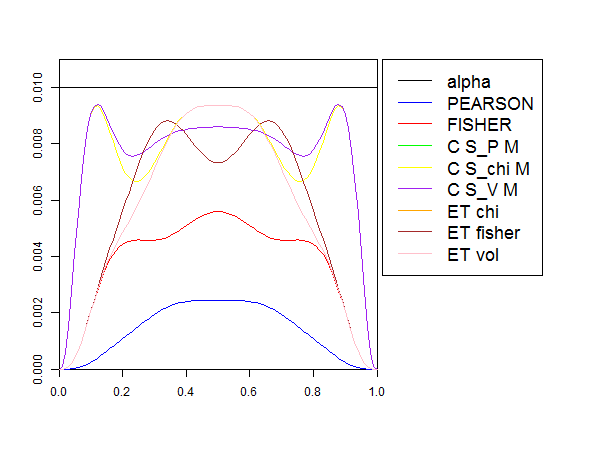 0.010
0.008
0.006
0.004
0.002
0.000
0.0 0.2 0.4 0.6 0.8 1.0
alpha
PEARSON
FISHER
C S_P M
C S_chi M
C S_V M
ET chi
ET fisher
ET vol